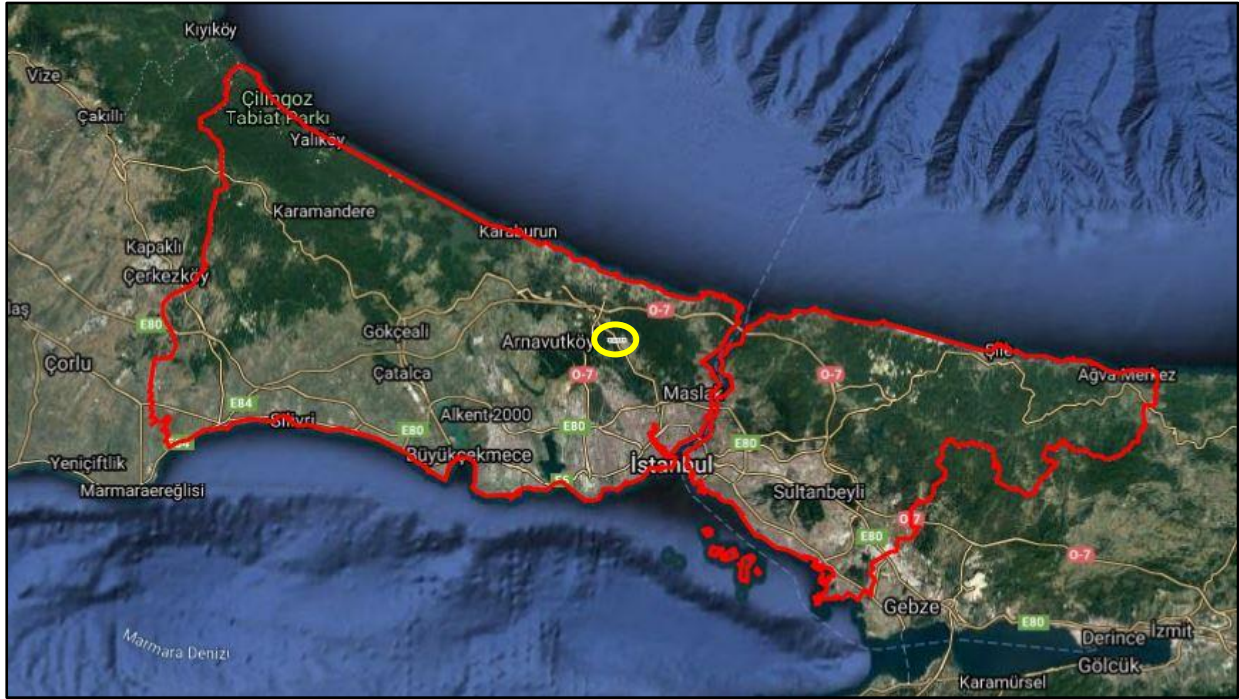 Kıyıköy
Vize
Çakıllı
Çilingoz
Tabiat Parkı
Yalıköy
Karamandere
Karaburun
Kapaklı
Çerkezköy
O-7
E80
Gökçeali
Arnavutköy
Çorlu
Şile
Çatalca
O-7
O-7
Ağva Merkez
Maslak
E84
Alkent 2000
Silivri
E80
E80
E80
Büyükçekmece
İstanbul
Yeniçiftlik
Marmaraereğlisi
Sultanbeyli
O-7
E80
O-7
Gebze
E80
Derince
İzmit
Marmara Denizi
Gölcük
Karamürsel